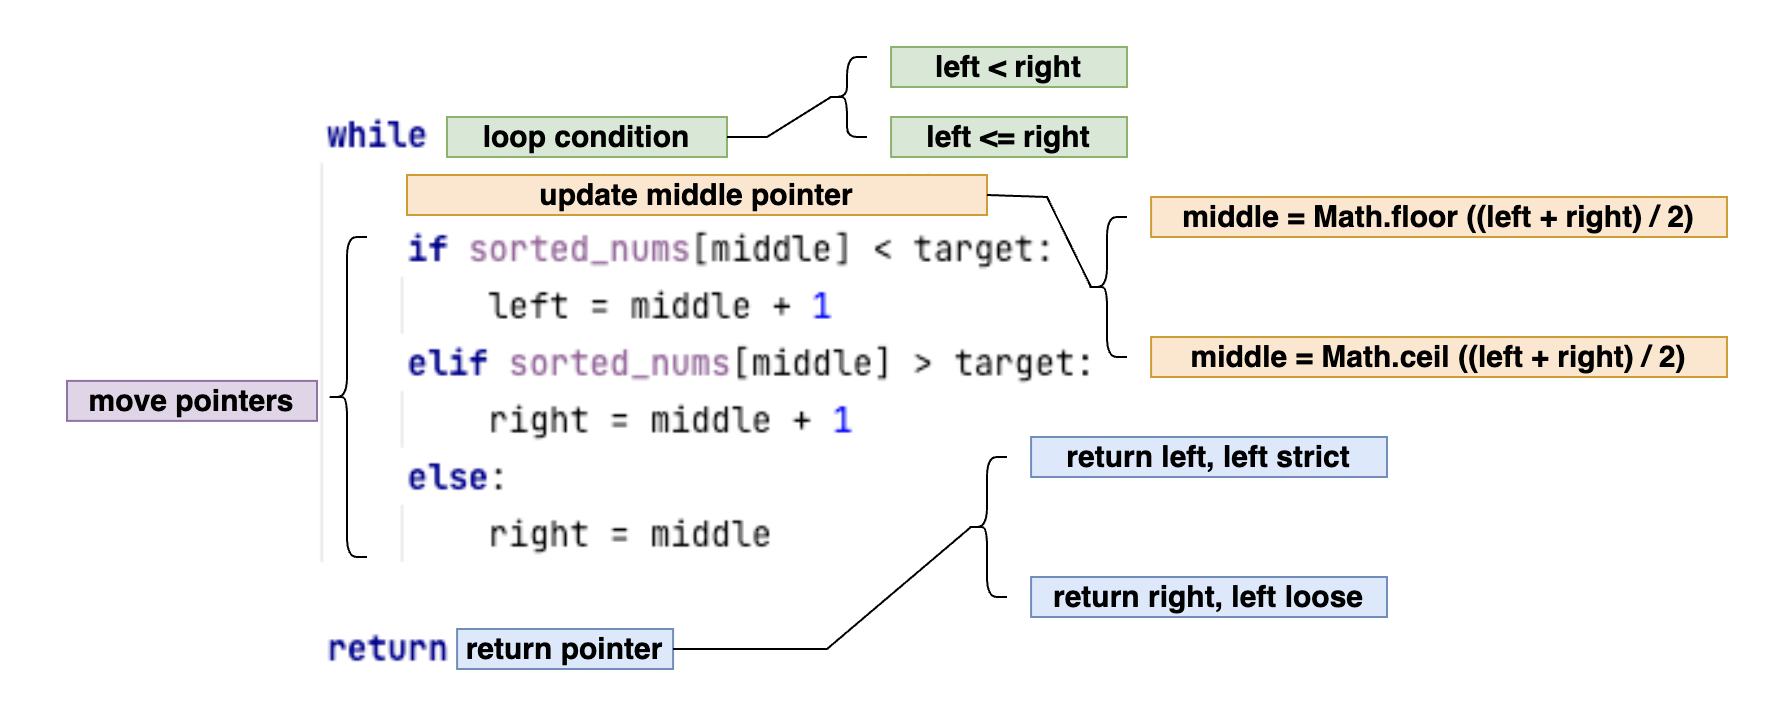 left < right
while loop condition
left <= right
update middle pointer
middle = Math.floor ((left + right) / 2)
if sorted_nums[middle] < target:
left = middle + 1
elif sorted_nums[middle] > target:
middle = Math.ceil ((left + right) / 2)
move pointers
right = middle + 1
return left, left strict
else:
right = middle
return right, left loose
return return pointer